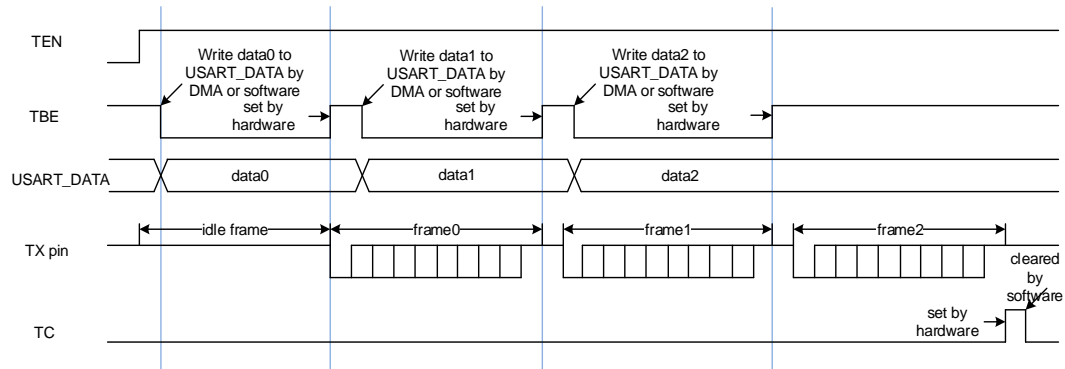 TEN
Write data0 to
USART_DATA by
DMA or software
Write data1 to
USART_DATA by
DMA or software
Write data2 to
USART_DATA by
DMA or software
TBE
set by
hardware
set by
hardware
set by
hardware
USART_DATA
data0
data1
data2
TX pin
idle frame
frame0
frame1
frame2
cleared
by
software
TC
set by
hardware